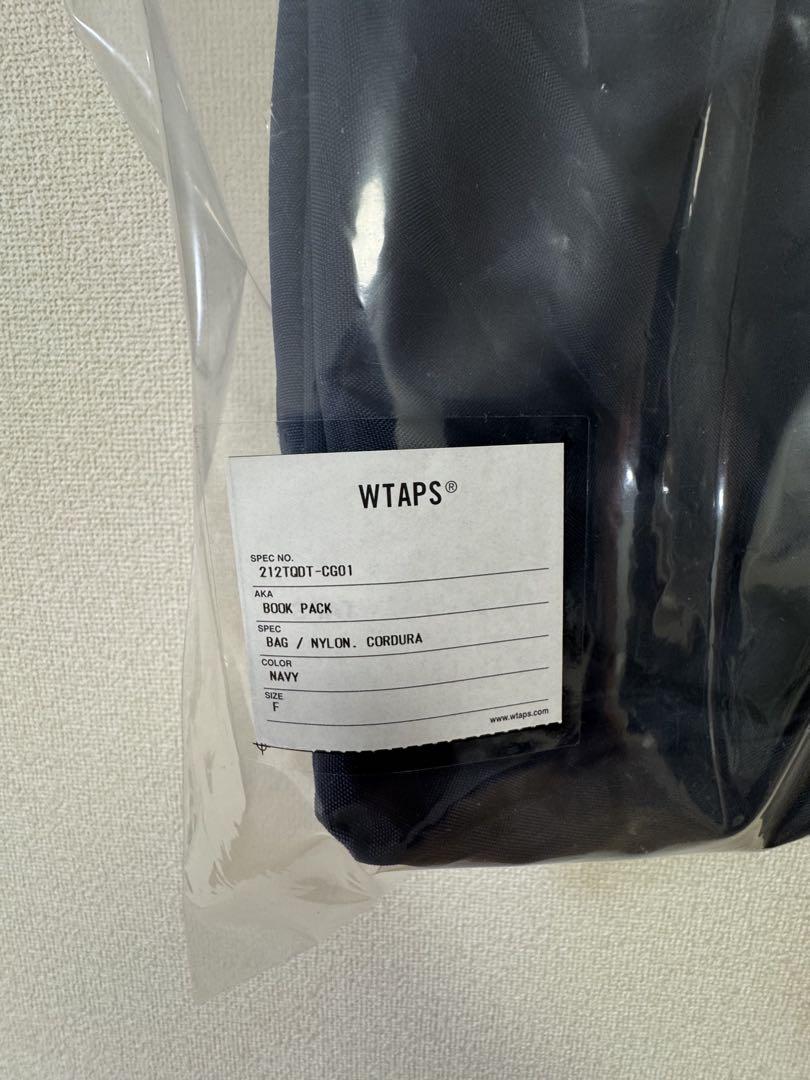 WTAPS®
SPEC NO.
212TQDT-CG01
AKA
BOOK PACK
SPEC
BAG / NYLON. CORDURA
COLOR
NAVY
SIZE
F
www.wtaps.com